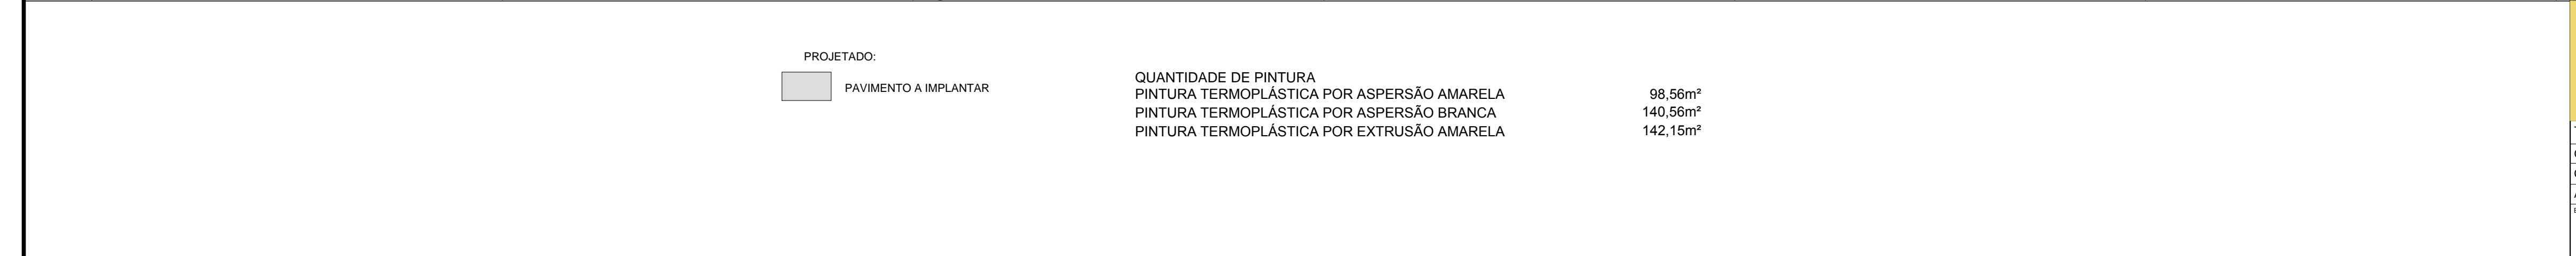 PROJETADO:
PAVIMENTO A IMPLANTAR
QUANTIDADE DE PINTURA
PINTURA TERMOPLÁSTICA POR ASPERSÃO AMARELA 98,56m²
PINTURA TERMOPLÁSTICA POR ASPERSÃO BRANCA 140,56m²
PINTURA TERMOPLÁSTICA POR EXTRUSÃO AMARELA 142,15m²